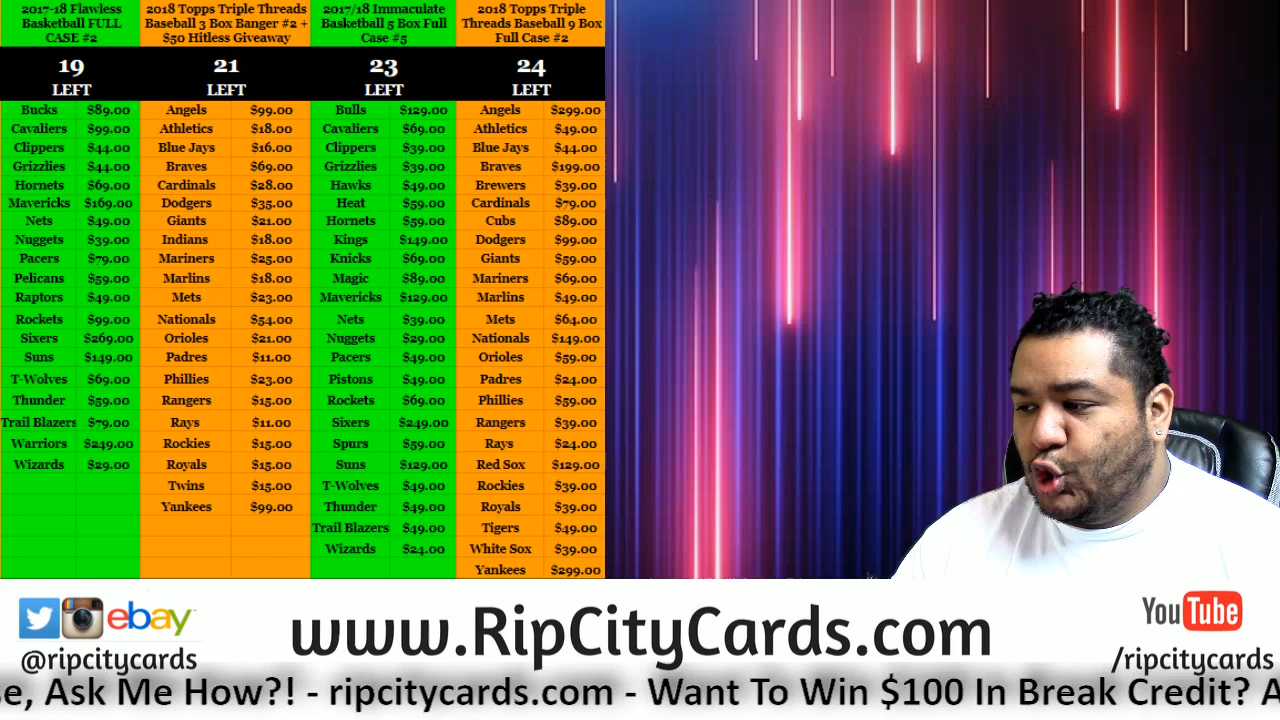 2017-18 Flawless
Basketball FULL
CASE #2
19
LEFT
Bucks $89.00
Cavaliers $99.00
Clippers $44.00
Grizzlies $44.00
Hornets $69.00
Mavericks $169.00
Nets $49.00
Nuggets $39.00
Pacers $79.00
Pelicans $59.00
Raptors $49.00
Rockets $99.00
Sixers $269.00
Suns $149.00
T-Wolves $69.00
Thunder $59.00
Trail Blazers $79.00
Warriors $249.00
Wizards $29.00
2018 Topps Triple Threads
Baseball 3 Box Banger #2 +
$50 Hitless Giveaway
21
LEFT
Angels $99.00
Athletics $18.00
Blue Jays $16.00
Braves $69.00
Cardinals $28.00
Dodgers $35.00
Giants $21.00
Indians $18.00
Mariners $25.00
Marlins $18.00
Mets $23.00
Nationals $54.00
Orioles $21.00
Padres $11.00
Phillies $23.00
Rangers $15.00
Rays $11.00
Rockies $15.00
Royals $15.00
Twins $15.00
Yankees $99.00
2017/18 Immaculate
Basketball 5 Box Full
Case #5
23
LEFT
Bulls $129.00
Cavaliers $69.00
Clippers $39.00
Grizzlies $39.00
Hawks $49.00
Heat $59.00
Hornets $59.00
Kings $149.00
Knicks $69.00
Magic $89.00
Mavericks $129.00
Nets $39.00
Nuggets $29.00
Pacers $49.00
Pistons $49.00
Rockets $69.00
Sixers $249.00
Spurs $59.00
Suns $129.00
T-Wolves $49.00
Thunder $49.00
Trail Blazers $49.00
Wizards $24.00
2018 Topps Triple
Threads Baseball 9 Box
Full Case #2
24
LEFT
Angels $299.00
Athletics $49.00
Blue Jays $44.00
Braves $199.00
Brewers $39.00
Cardinals $79.00
Cubs $89.00
Dodgers $99.00
Giants $59.00
Mariners $69.00
Marlins $49.00
Mets $64.00
Nationals $149.00
Orioles $59.00
Padres $24.00
Phillies $59.00
Rangers $39.00
Rays $24.00
Red Sox $129.00
Rockies $39.00
Royals $39.00
Tigers $49.00
White Sox $39.00
Yankees $299.00
ebay
@ripcitycards
www.RipCityCards.com
YouTube
/ripcitycards
se, Ask Me How?! - ripcitycards.com - Want To Win $100 In Break Credit? A